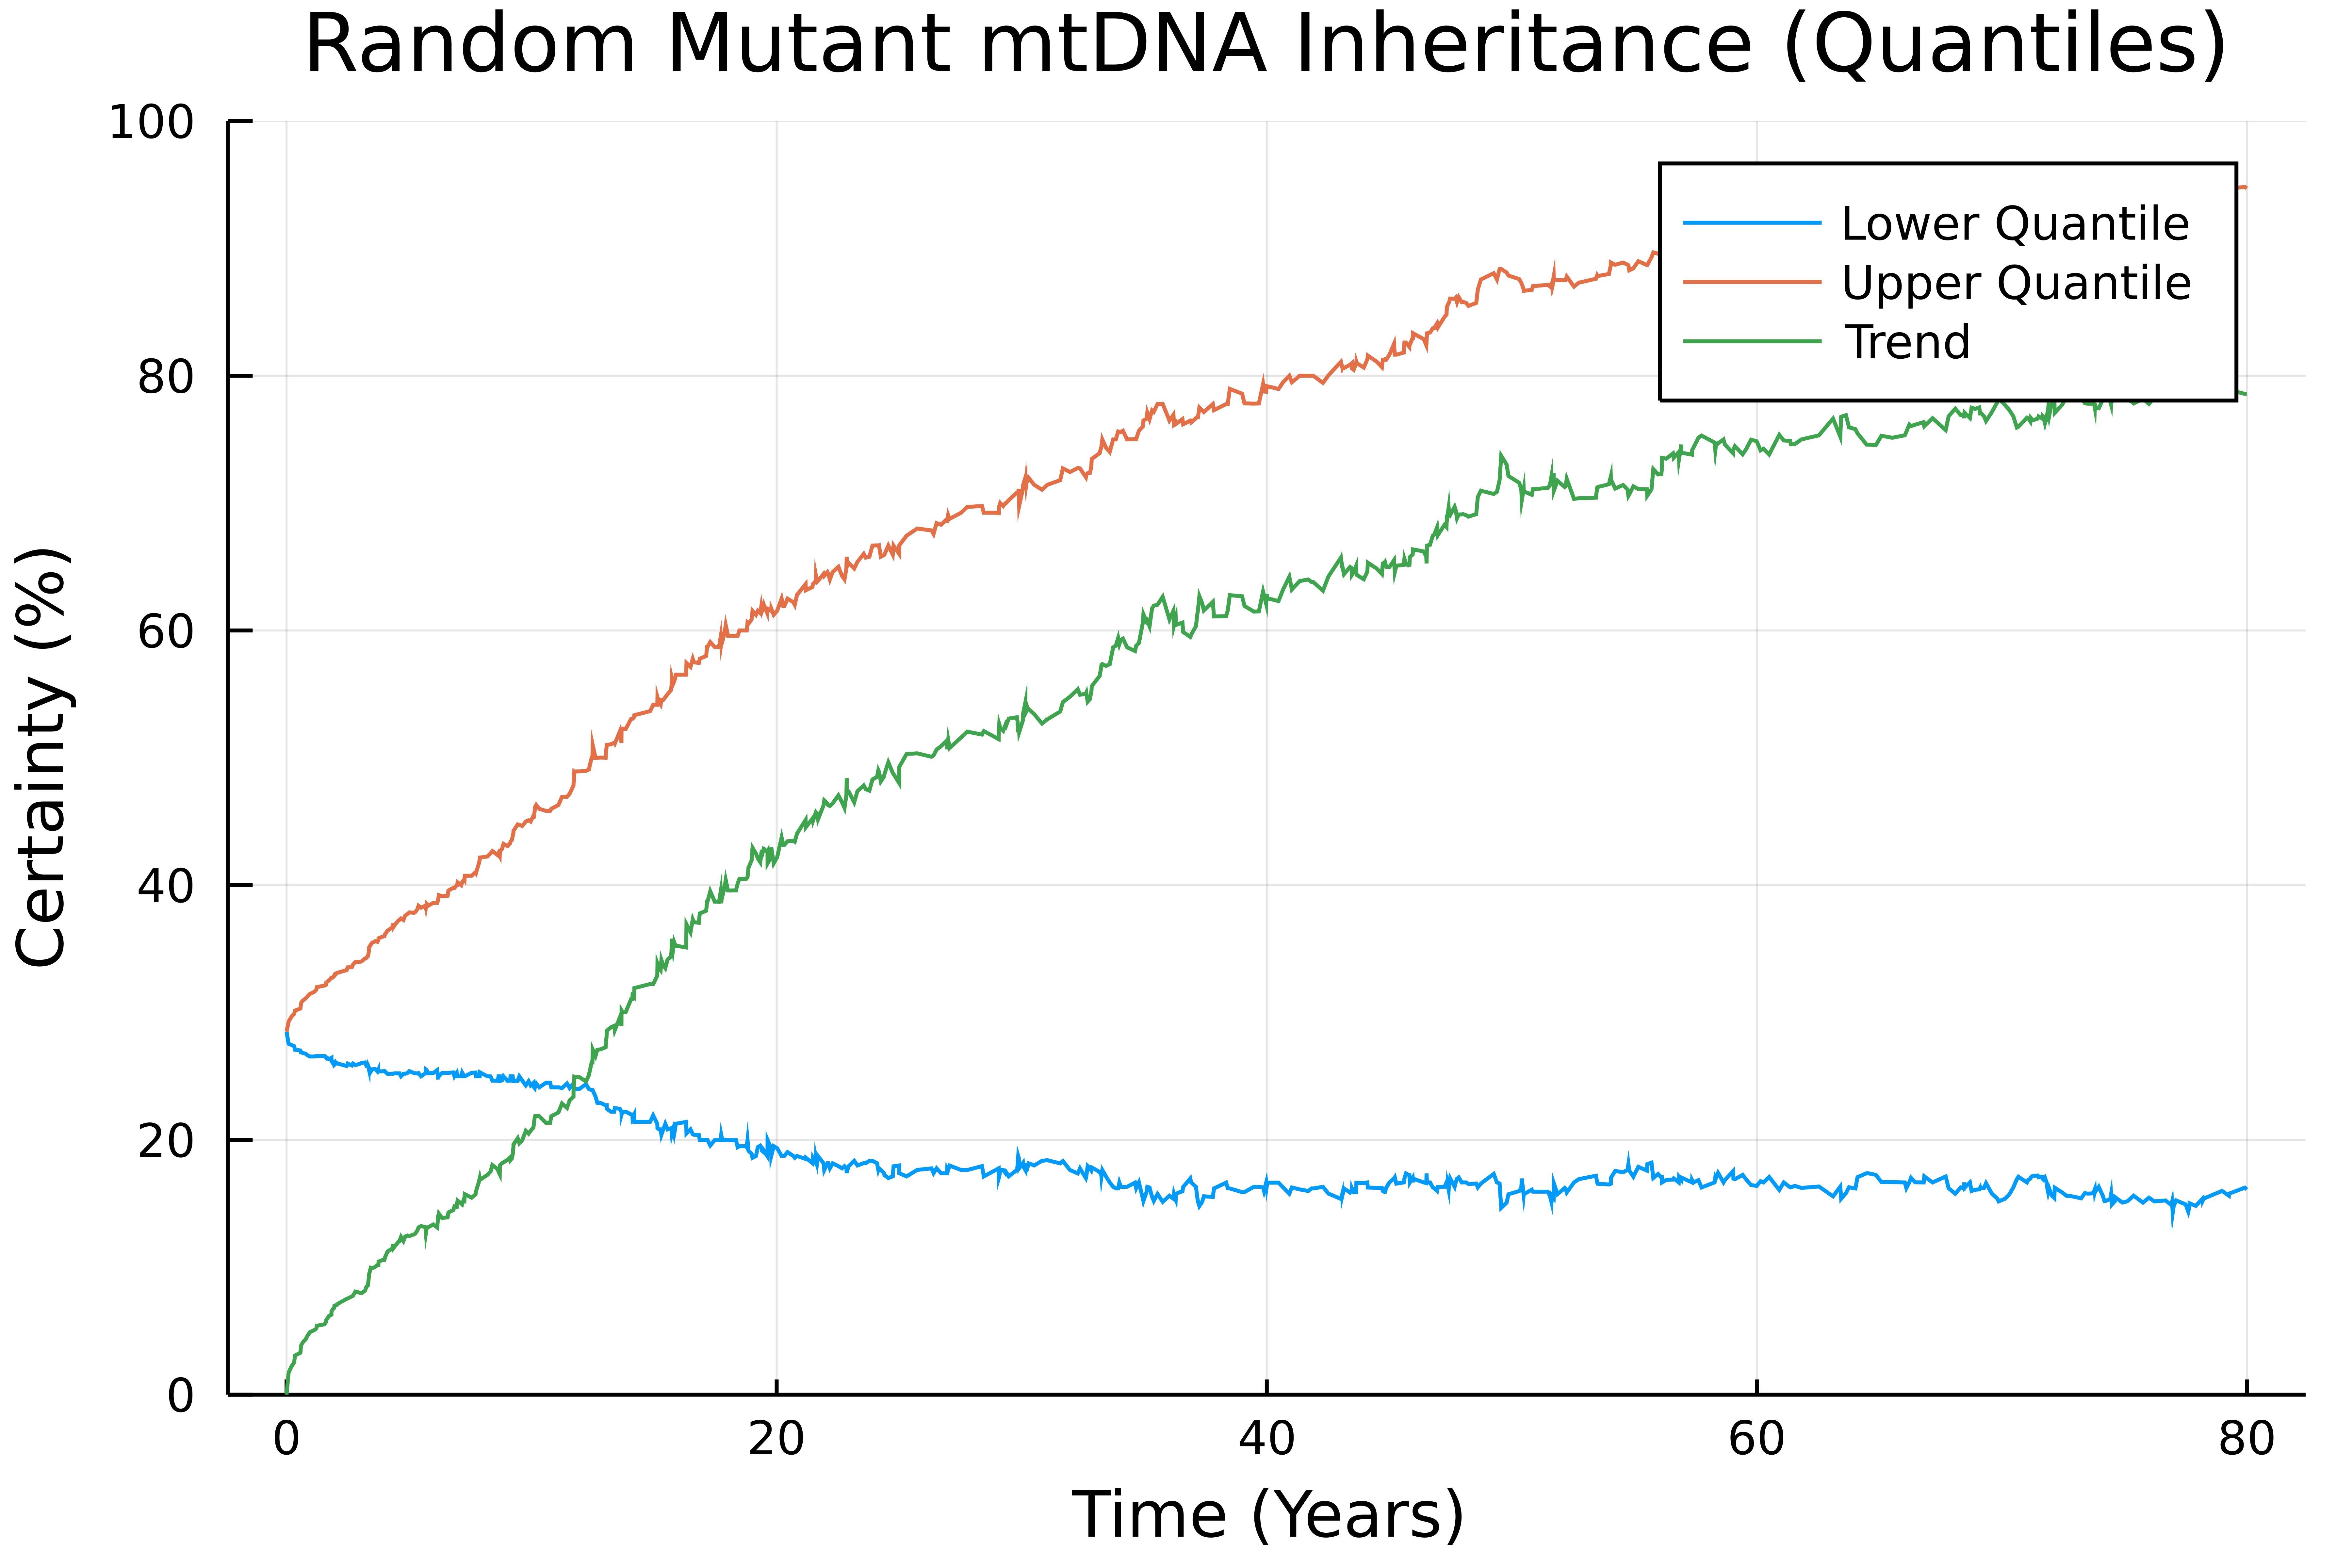 Random Mutant mtDNA Inheritance (Quantiles)
100
80
60
40
20
0
Certainty (%)
Lower Quantile
Upper Quantile
Trend
0 20 40 60 80
Time (Years)